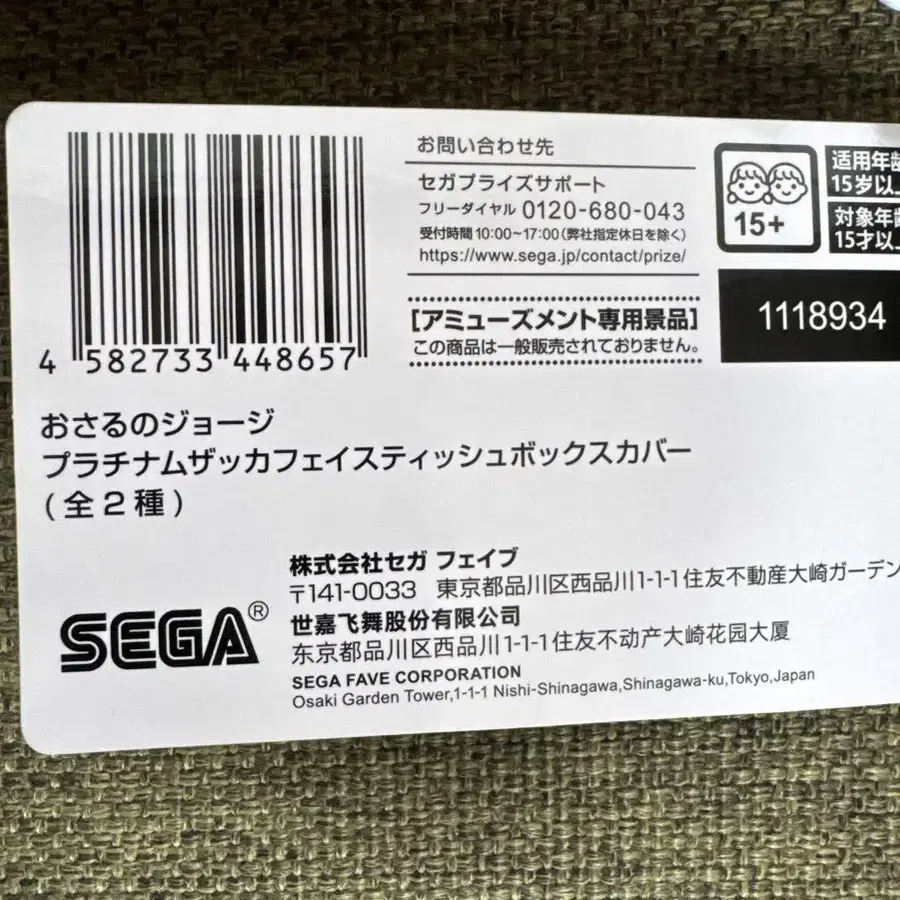 お問い合わせ先
セガプライズサポート
フリーダイヤル 0120-680-043
受付時間 10:00~17:00(弊社指定休日を除く)
https://www.sega.jp/contact/prize/
[アミューズメント専用景品]
この商品は一般販売されておりません。
15+
适用年龄
15岁以上
対象年齢
15才以上
1118934
4 582733 448657
おさるのジョージ
プラチナムザッカフェイスティッシュボックスカバー
(全2種)
SEGA®
株式会社セガ フェイブ
〒141-0033 東京都品川区西品川1-1-1住友不動産大崎ガーデン
世嘉飞舞股份有限公司
东京都品川区西品川1-1-1住友不动产大崎花园大厦
SEGA FAVE CORPORATION
Osaki Garden Tower,1-1-1 Nishi-Shinagawa,Shinagawa-ku,Tokyo,Japan